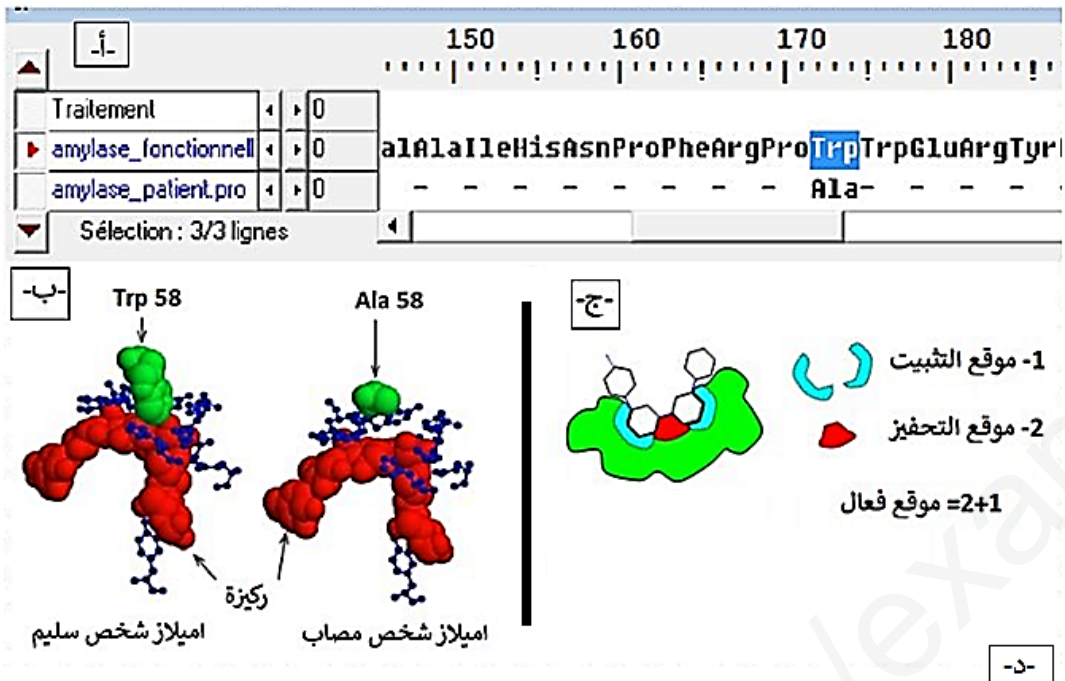 -أ-
150 160 170 180
Traitement 0
amylase_fonctionnell 0 alAlaIleHisAsnProPheArgProTrpTrpGluArgTyr
amylase_patient.pro 0 - - - - - - - - - Ala- - - -
Sélection : 3/3 lignes
-ب-
Trp 58
Ala 58
ركيزة
اميلاز شخص سليم
اميلاز شخص مصاب
-ج-
1- موقع التثبيت
2- موقع التحفيز
2+1= موقع فعال
-د-